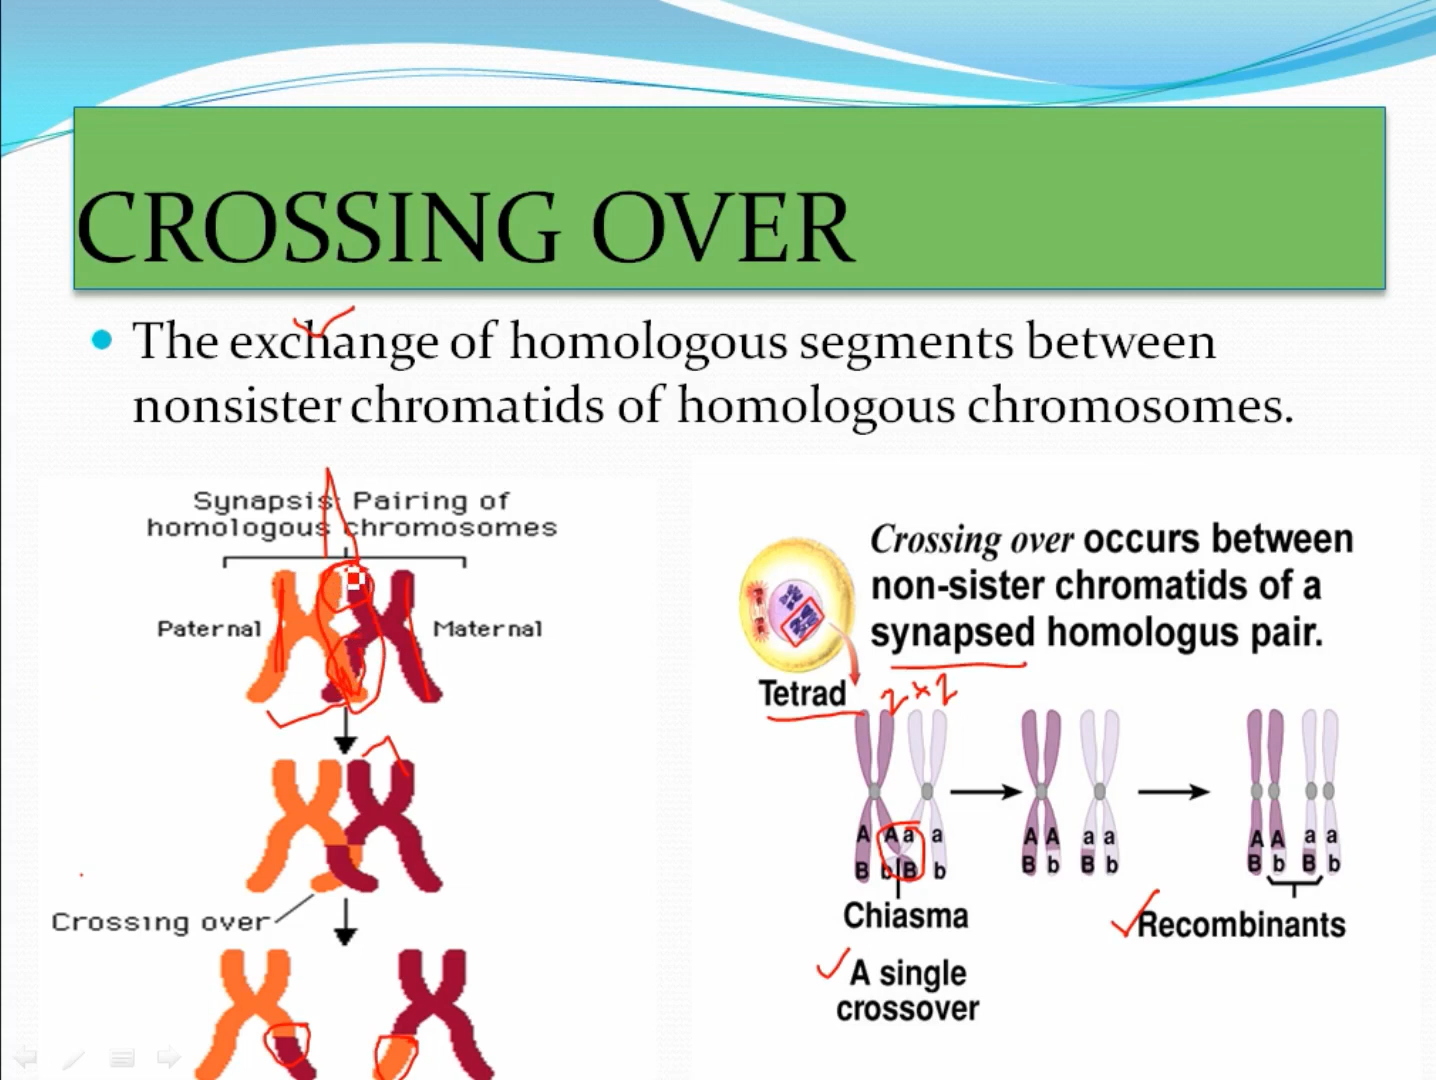 CROSSING OVER
The exchange of homologous segments between
nonsister chromatids of homologous chromosomes.
Synapsis: Pairing of
homologous chromosomes
Paternal
Maternal
Crossing over
Crossing over occurs between
non-sister chromatids of a
synapsed homologus pair.
Tetrad
2 × 2
A A a a
B b B b
A A a a
B b B b
A A a a
B b B b
Chiasma
Recombinants
A single
crossover